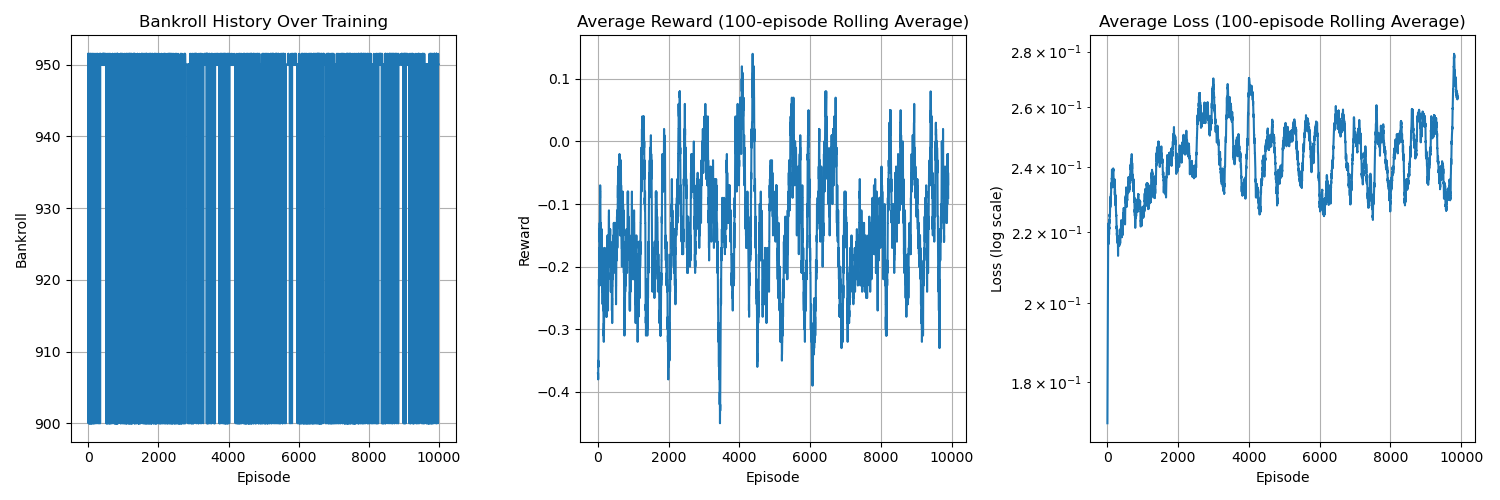 Bankroll History Over Training
950
940
930
920
910
900
Bankroll
0 2000 4000 6000 8000 10000
Episode
Average Reward (100-episode Rolling Average)
0.1
0.0
−0.1
−0.2
−0.3
−0.4
Reward
0 2000 4000 6000 8000 10000
Episode
Average Loss (100-episode Rolling Average)
2.8 × 10⁻¹
2.6 × 10⁻¹
2.4 × 10⁻¹
2.2 × 10⁻¹
2 × 10⁻¹
1.8 × 10⁻¹
Loss (log scale)
0 2000 4000 6000 8000 10000
Episode